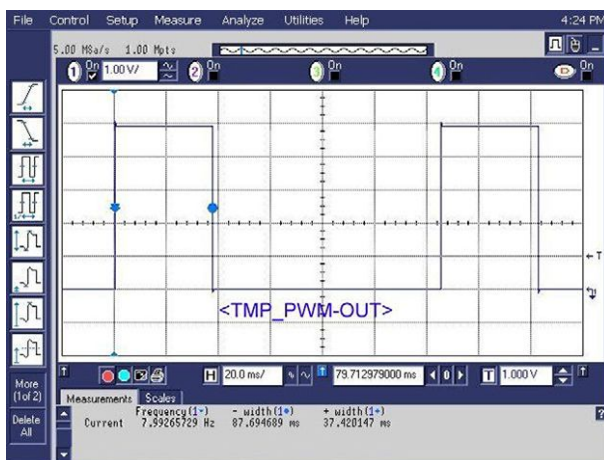 File Control Setup Measure Analyze Utilities Help 4:24 PM
5.00 MSa/s 1.00 Mpts
1 On 1.00 V/ 2 On 3 On 4 On On
T
<TMP_PWM-OUT>
H 20.0 ms/ 79.712979000 ms 0 T 1.000 V
More
(1of 2)
Delete
All
Measurements Scales
Frequency(1-) - width(1•) + width(1•)
Current 7.99265729 Hz 87.694689 ms 37.420147 ms
?